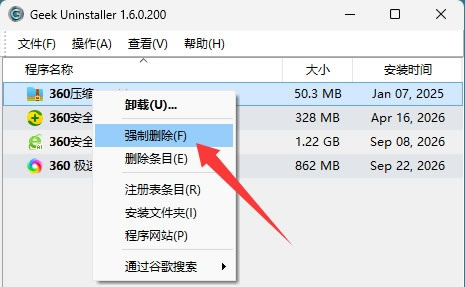 Geek Uninstaller 1.6.0.200
文件(F) 操作(A) 查看(V) 帮助(H)
程序名称 大小 安装时间
360压缩 50.3 MB Jan 07, 2025
360安全 328 MB Apr 16, 2026
360安全 1.22 GB Sep 08, 2026
360 极速 862 MB Sep 22, 2026
卸载(U)...
强制删除(F)
删除条目(E)
注册表条目(R)
安装文件夹(I)
程序网站(P)
通过谷歌搜索